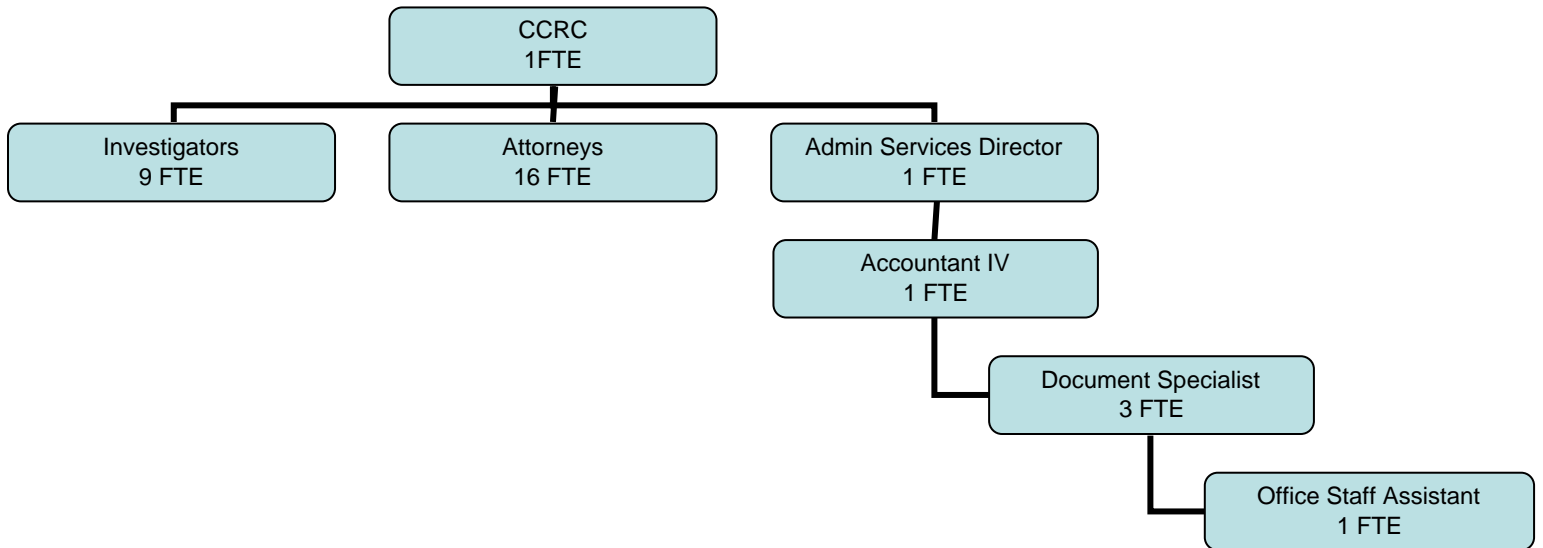 CCRC
1FTE
Investigators
9 FTE
Attorneys
16 FTE
Admin Services Director
1 FTE
Accountant IV
1 FTE
Document Specialist
3 FTE
Office Staff Assistant
1 FTE